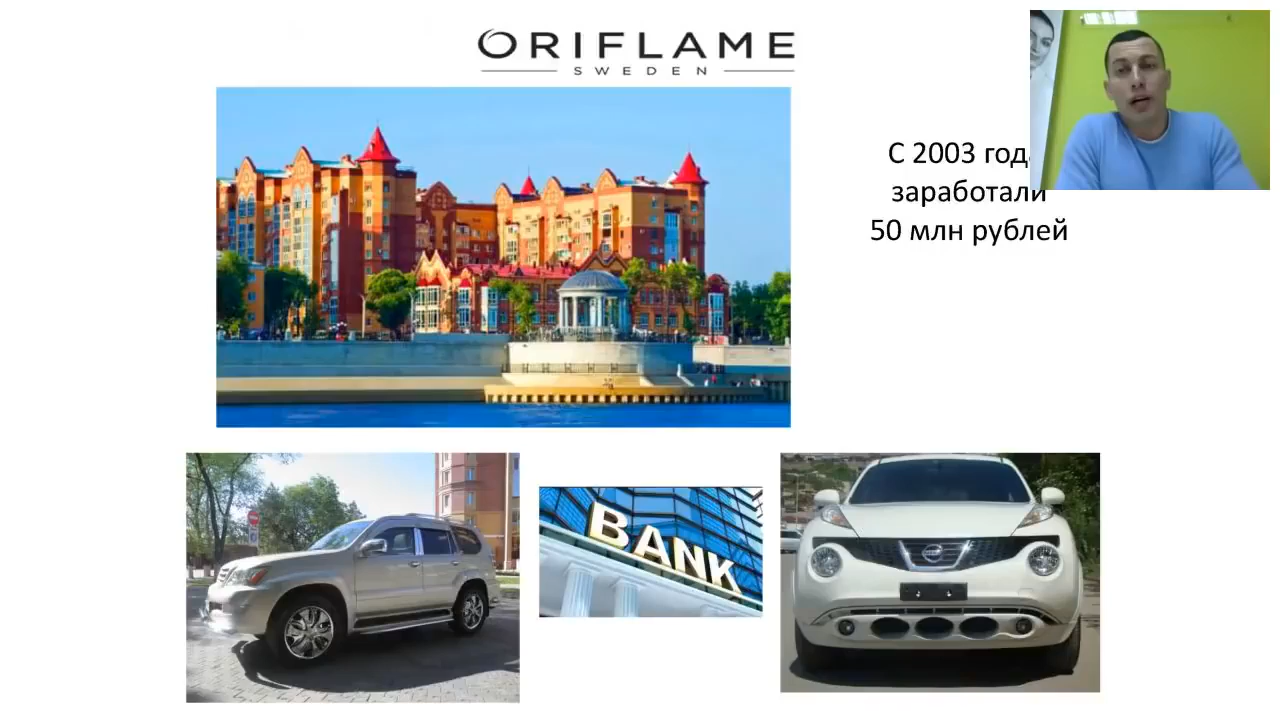 ORIFLAME
SWEDEN
С 2003 год
заработали
50 млн рублей
BANK